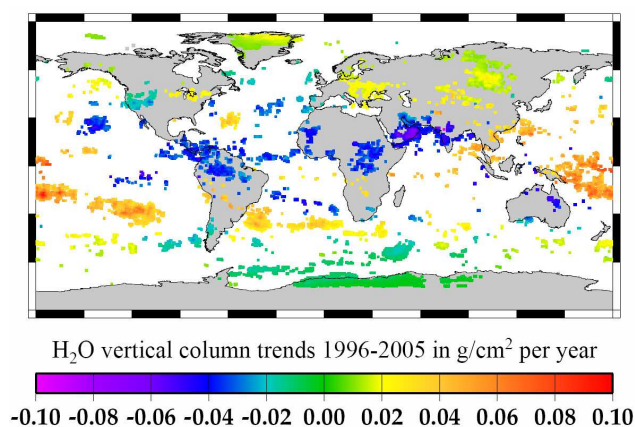 H₂O vertical column trends 1996-2005 in g/cm² per year
-0.10 -0.08 -0.06 -0.04 -0.02 0.00 0.02 0.04 0.06 0.08 0.10